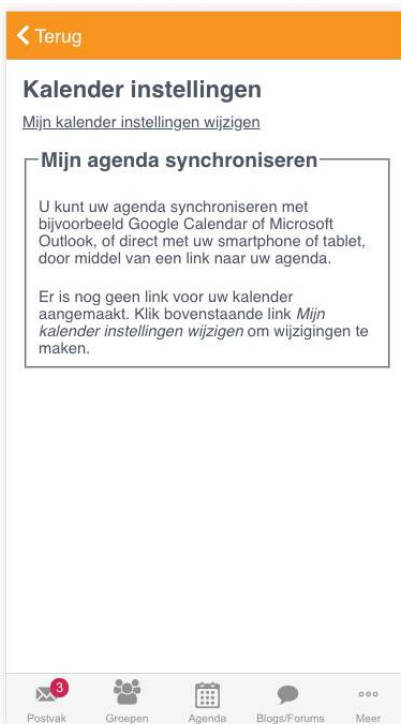 Terug
Kalender instellingen
Mijn kalender instellingen wijzigen
Mijn agenda synchroniseren
U kunt uw agenda synchroniseren met
bijvoorbeeld Google Calendar of Microsoft
Outlook, of direct met uw smartphone of tablet,
door middel van een link naar uw agenda.
Er is nog geen link voor uw kalender
aangemaakt. Klik bovenstaande link Mijn
kalender instellingen wijzigen om wijzigingen te
maken.
3
Postvak Groepen Agenda Blogs/Forums Meer